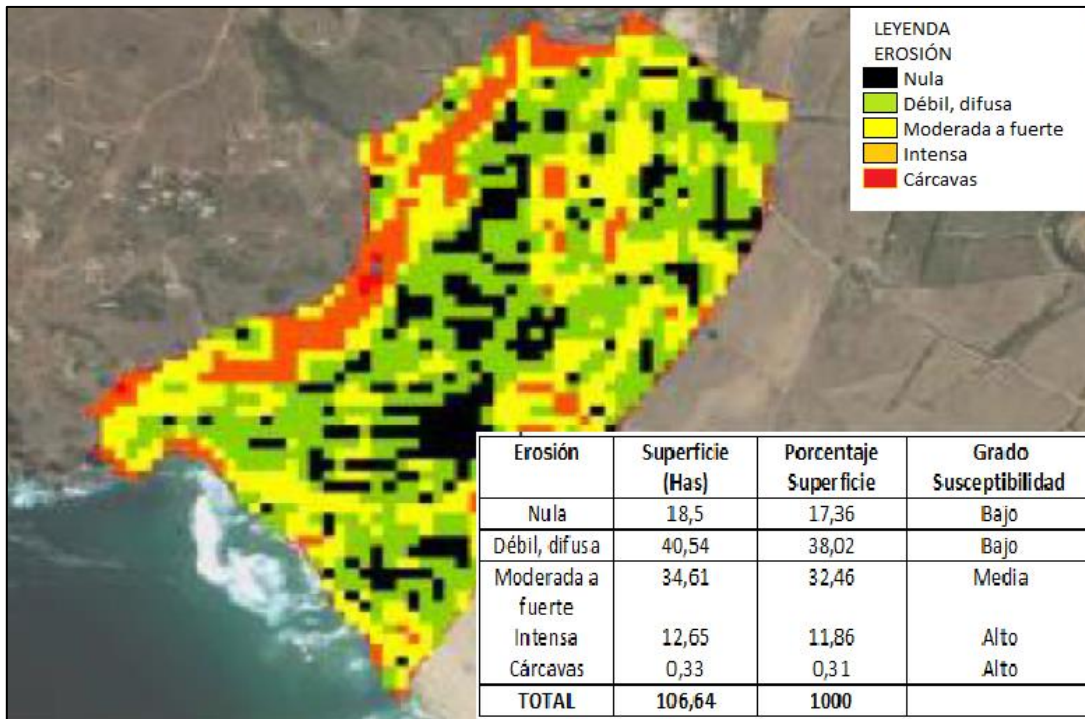 LEYENDA
EROSIÓN
Nula
Débil, difusa
Moderada a fuerte
Intensa
Cárcavas
Erosión Superficie (Has) Porcentaje Superficie Grado Susceptibilidad
Nula 18,5 17,36 Bajo
Débil, difusa 40,54 38,02 Bajo
Moderada a fuerte 34,61 32,46 Media
Intensa 12,65 11,86 Alto
Cárcavas 0,33 0,31 Alto
TOTAL 106,64 1000